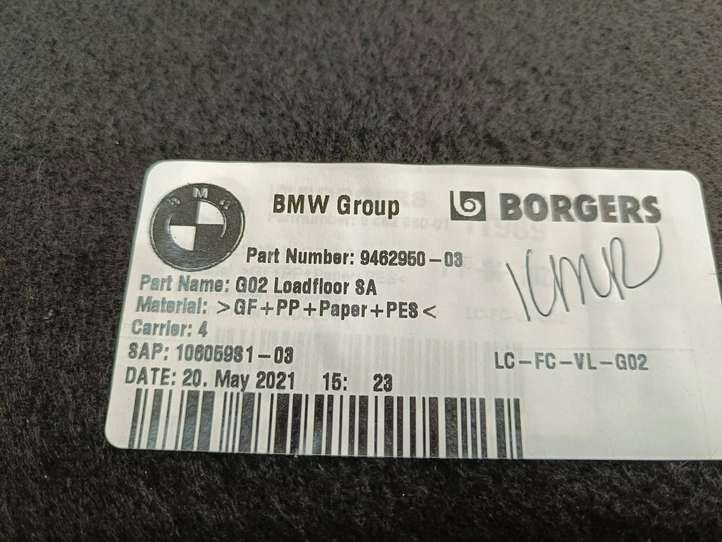 BMW
BMW Group
BORGERS
Part Number: 9462950-03
Part Name: G02 Loadfloor SA
Material: >GF+PP+Paper+PES<
Carrier: 4
SAP: 10605981-03
LC-FC-VL-G02
DATE: 20. May 2021 15: 23